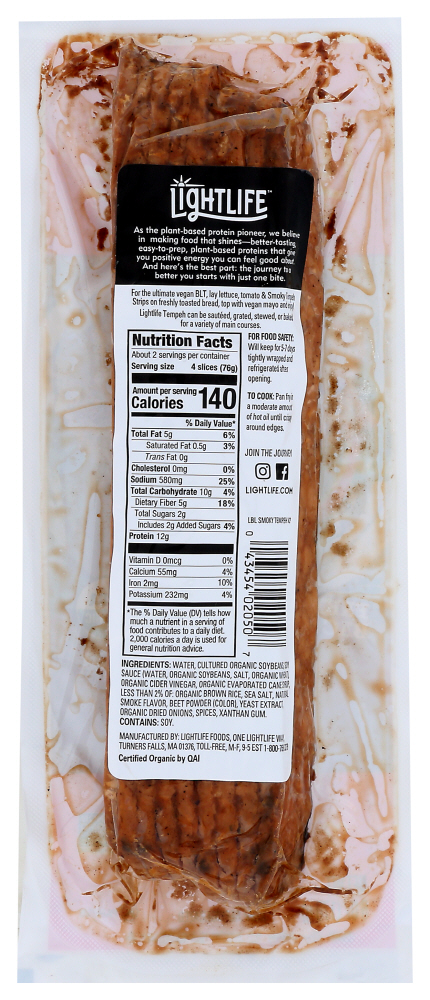 LIGHTLIFE™
As the plant-based protein pioneer, we believe
in making food that shines—better-tasting,
easy-to-prep, plant-based proteins that give
you positive energy you can feel good about.
And here's the best part: the journey to a
better you starts with just one bite.
For the ultimate vegan BLT, lay lettuce, tomato & Smoky Tempeh
Strips on freshly toasted bread, top with vegan mayo and
Lightlife Tempeh can be sautéed, grated, stewed, or baked
for a variety of main courses.
Nutrition Facts
About 2 servings per container
Serving size 4 slices (76g)
Amount per serving
Calories 140
% Daily Value*
Total Fat 5g 6%
Saturated Fat 0.5g 3%
Trans Fat 0g
Cholesterol 0mg 0%
Sodium 580mg 25%
Total Carbohydrate 10g 4%
Dietary Fiber 5g 18%
Total Sugars 2g
Includes 2g Added Sugars 4%
Protein 12g
Vitamin D 0mcg 0%
Calcium 55mg 4%
Iron 2mg 10%
Potassium 232mg 4%
*The % Daily Value (DV) tells how
much a nutrient in a serving of
food contributes to a daily diet.
2,000 calories a day is used for
general nutrition advice.
FOR FOOD SAFETY:
Will keep for 5-7 days
tightly wrapped and
refrigerated after
opening.
TO COOK: Pan fry in
a moderate amount
of hot oil until crisp
around edges.
JOIN THE JOURNEY
LIGHTLIFE.COM
LBL SMOKY TEMPEH
0 43454 02050 7
INGREDIENTS: WATER, CULTURED ORGANIC SOYBEANS, SOY
SAUCE (WATER, ORGANIC SOYBEANS, SALT, ORGANIC WHEAT),
ORGANIC CIDER VINEGAR, ORGANIC EVAPORATED CANE SYRUP,
LESS THAN 2% OF: ORGANIC BROWN RICE, SEA SALT, NATURAL
SMOKE FLAVOR, BEET POWDER (COLOR), YEAST EXTRACT,
ORGANIC DRIED ONIONS, SPICES, XANTHAN GUM.
CONTAINS: SOY.
MANUFACTURED BY: LIGHTLIFE FOODS, ONE LIGHTLIFE WAY,
TURNERS FALLS, MA 01376, TOLL-FREE, M-F, 9-5 EST 1-800-
Certified Organic by QAI